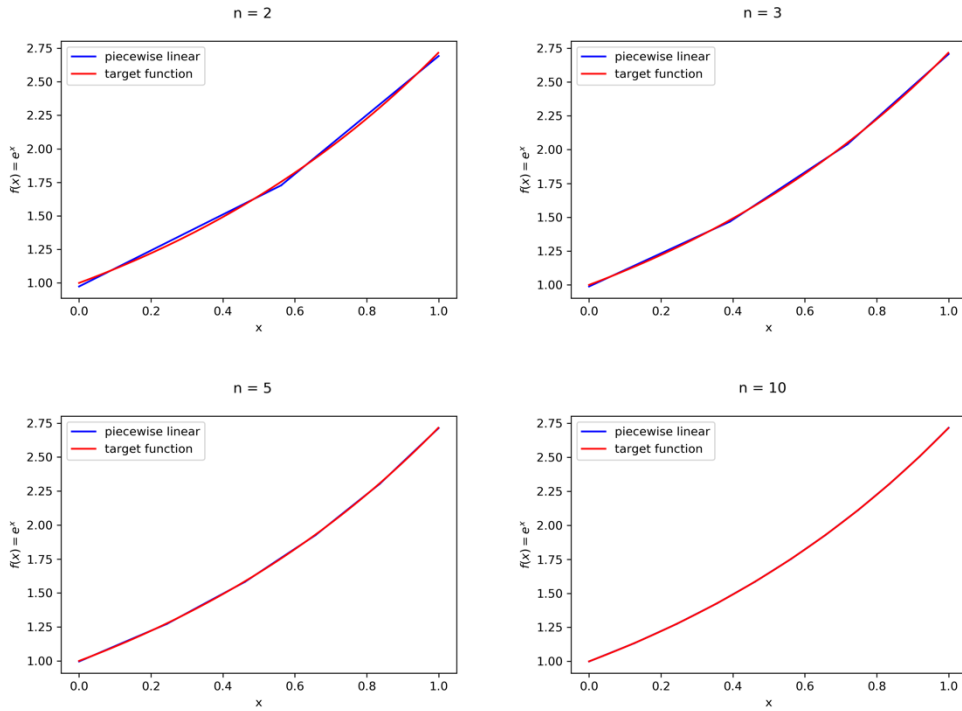 n = 2
2.75
2.50
2.25
2.00
1.75
1.50
1.25
1.00
f(x) = e^x
piecewise linear
target function
0.0 0.2 0.4 0.6 0.8 1.0
x
n = 3
2.75
2.50
2.25
2.00
1.75
1.50
1.25
1.00
f(x) = e^x
piecewise linear
target function
0.0 0.2 0.4 0.6 0.8 1.0
x
n = 5
2.75
2.50
2.25
2.00
1.75
1.50
1.25
1.00
f(x) = e^x
piecewise linear
target function
0.0 0.2 0.4 0.6 0.8 1.0
x
n = 10
2.75
2.50
2.25
2.00
1.75
1.50
1.25
1.00
f(x) = e^x
piecewise linear
target function
0.0 0.2 0.4 0.6 0.8 1.0
x